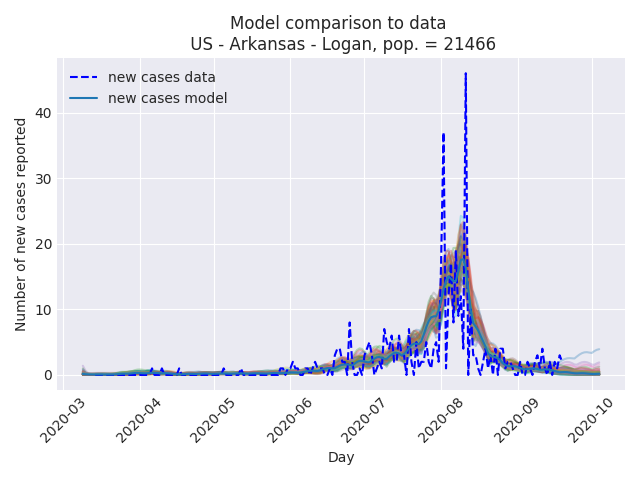 Model comparison to data
US - Arkansas - Logan, pop. = 21466
new cases data
new cases model
Number of new cases reported
40
30
20
10
0
2020-03
2020-04
2020-05
2020-06
2020-07
2020-08
2020-09
2020-10
Day